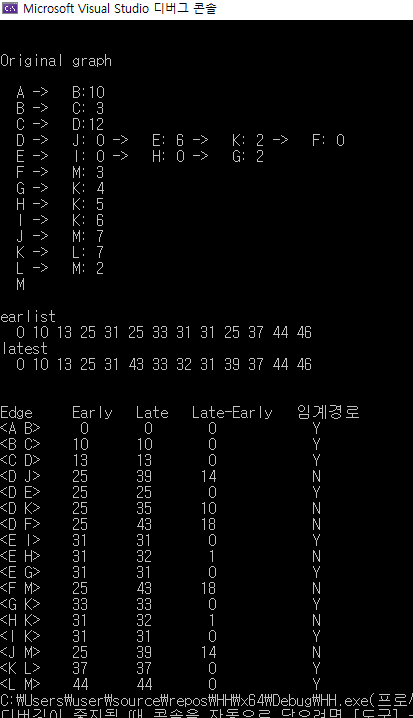 Microsoft Visual Studio 디버그 콘솔
Original graph
A -> B:10
B -> C: 3
C -> D:12
D -> J: 0 -> E: 6 -> K: 2 -> F: 0
E -> I: 0 -> H: 0 -> G: 2
F -> M: 3
G -> K: 4
H -> K: 5
I -> K: 6
J -> M: 7
K -> L: 7
L -> M: 2
M
earlist
0 10 13 25 31 25 33 31 31 25 37 44 46
latest
0 10 13 25 31 43 33 32 31 39 37 44 46
Edge Early Late Late-Early 임계경로
<A B> 0 0 0 Y
<B C> 10 10 0 Y
<C D> 13 13 0 Y
<D J> 25 39 14 N
<D E> 25 25 0 Y
<D K> 25 35 10 N
<D F> 25 43 18 N
<E I> 31 31 0 Y
<E H> 31 32 1 N
<E G> 31 31 0 Y
<F M> 25 43 18 N
<G K> 33 33 0 Y
<H K> 31 32 1 N
<I K> 31 31 0 Y
<J M> 25 39 14 N
<K L> 37 37 0 Y
<L M> 44 44 0 Y
C:₩Users₩user₩source₩repos₩HH₩x64₩Debug₩HH.exe(프로/
디버깅이 중지될 때 콘솔을 자동으로 닫으려면 [도구]